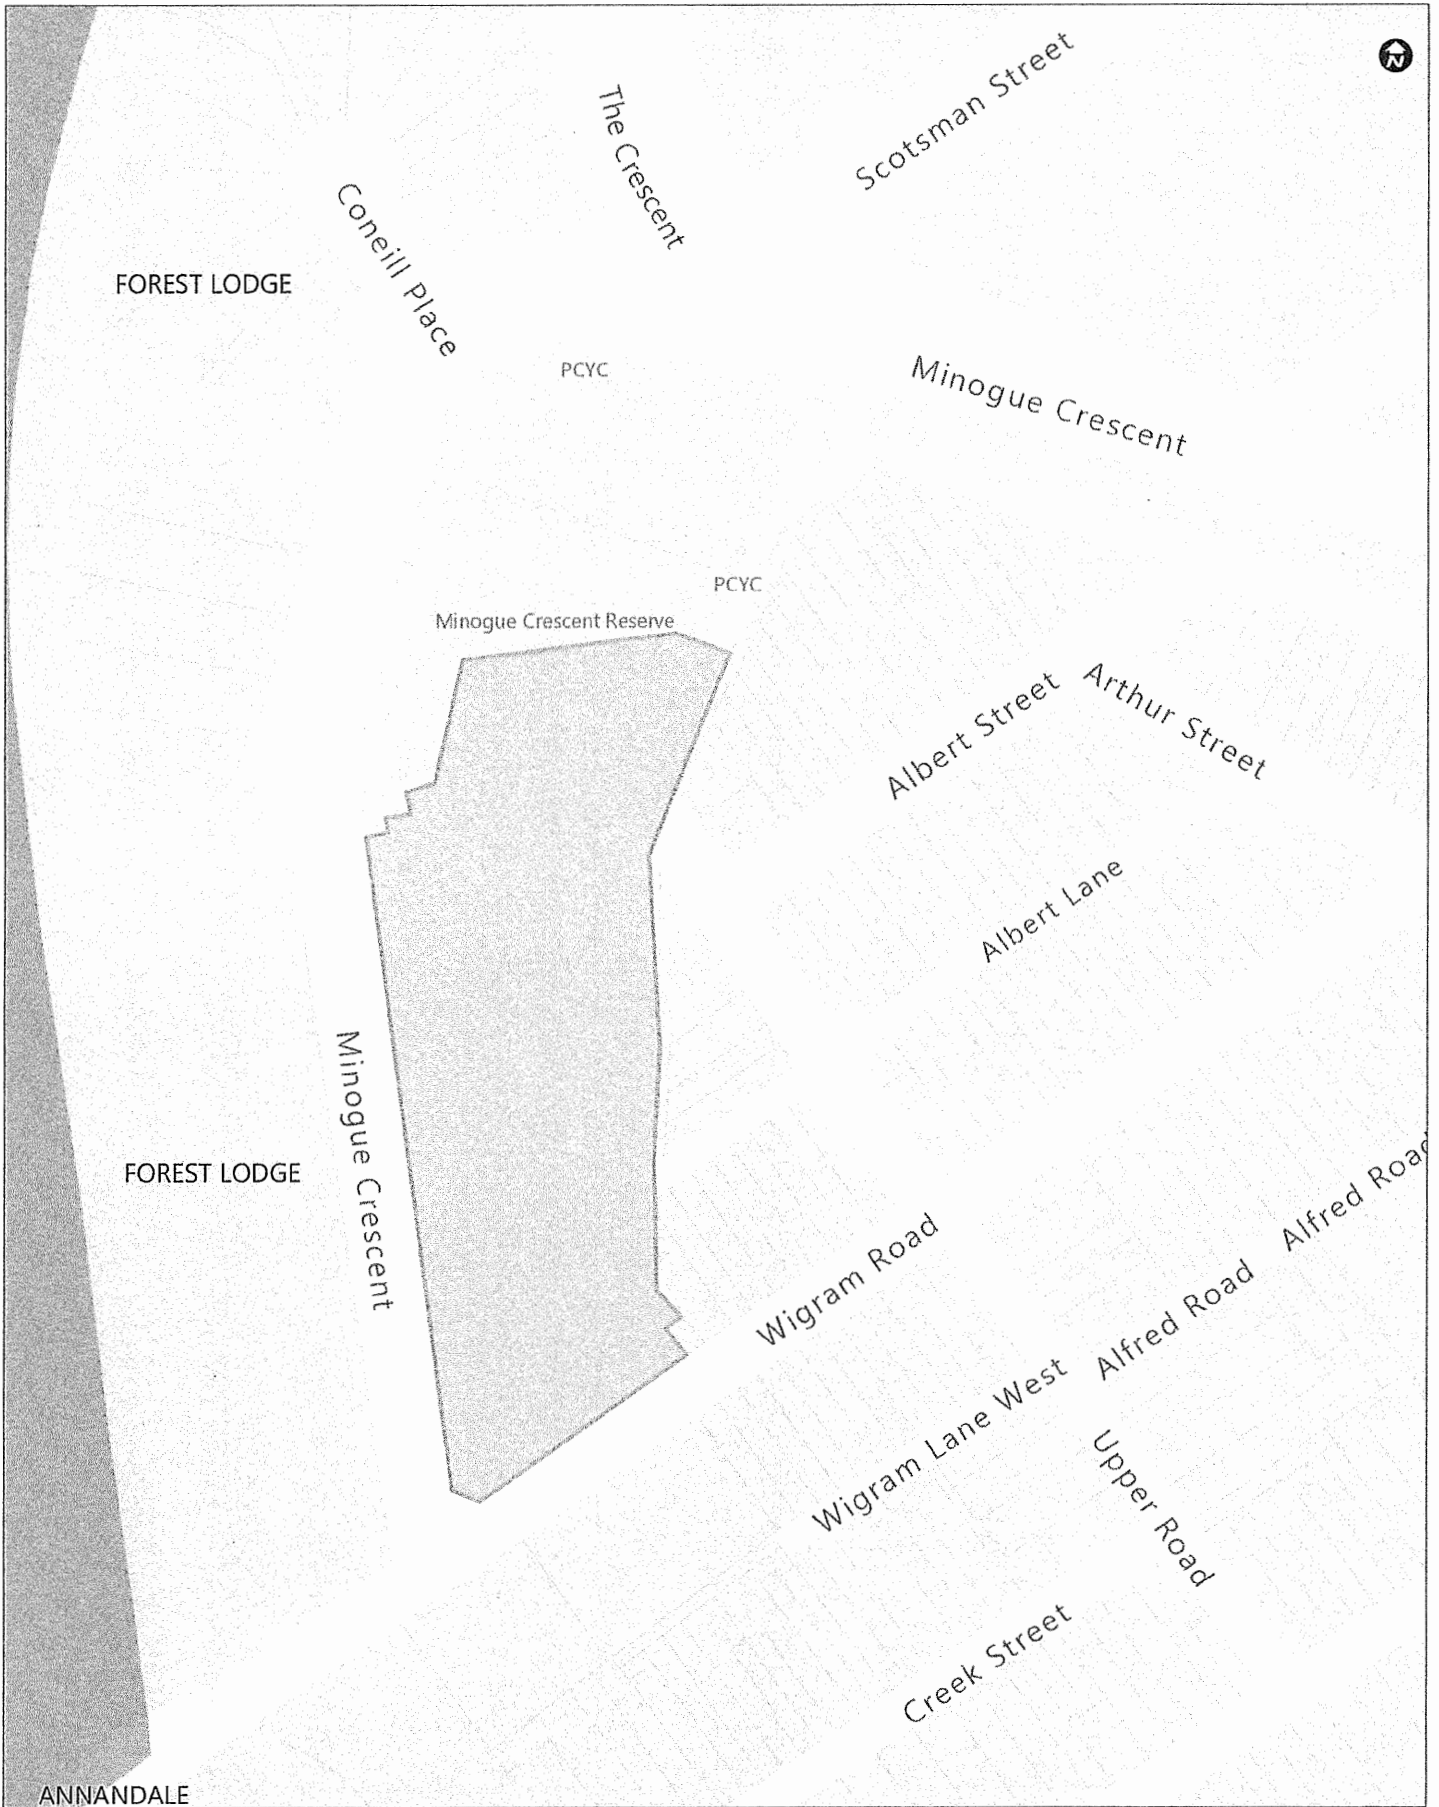 N
The Crescent
Scotsman Street
Coneill Place
FOREST LODGE
PCYC
Minogue Crescent
PCYC
Minogue Crescent Reserve
Albert Street
Arthur Street
Albert Lane
Minogue Crescent
FOREST LODGE
Alfred Road
Wigram Road
Alfred Road
Wigram Lane West
Upper Road
Creek Street
ANNANDALE